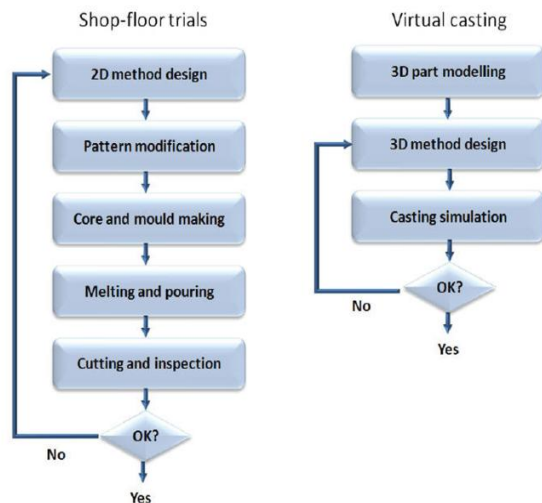 Shop-floor trials
2D method design
Pattern modification
Core and mould making
Melting and pouring
Cutting and inspection
OK?
No
Yes
Virtual casting
3D part modelling
3D method design
Casting simulation
OK?
No
Yes